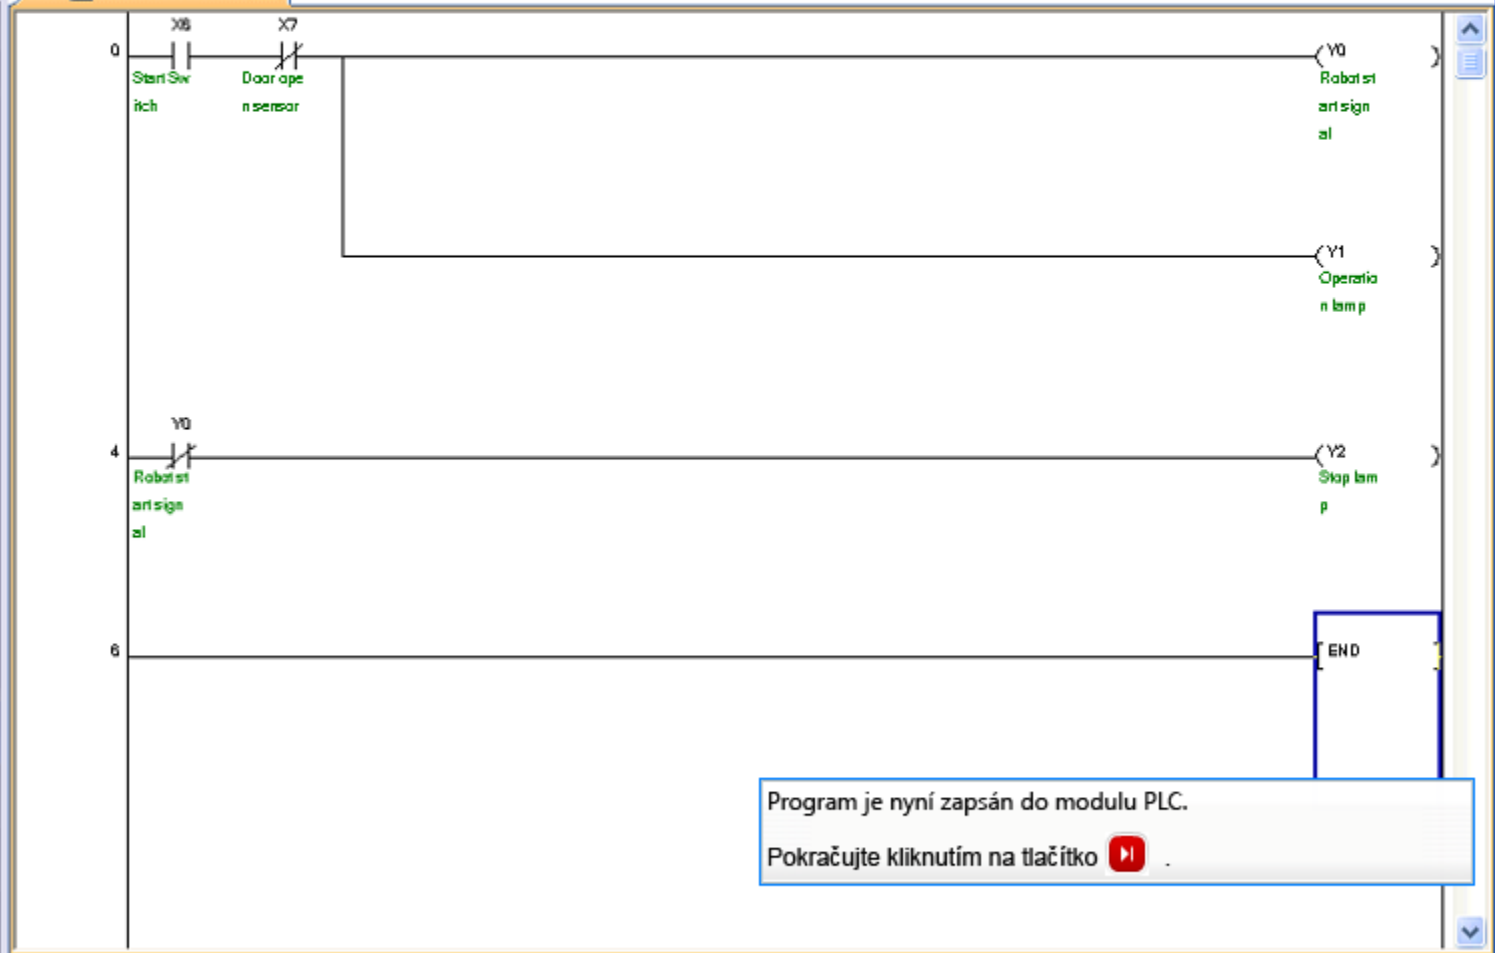 X6 X7
0 (Y0 )
Start Sw Door ope Robot st
itch n sensor art sign
al
(Y1 )
Operatio
n lamp
Y0
4 (Y2 )
Robot st Stop lam
art sign p
al
6 [END ]
Program je nyní zapsán do modulu PLC.
Pokračujte kliknutím na tlačítko .